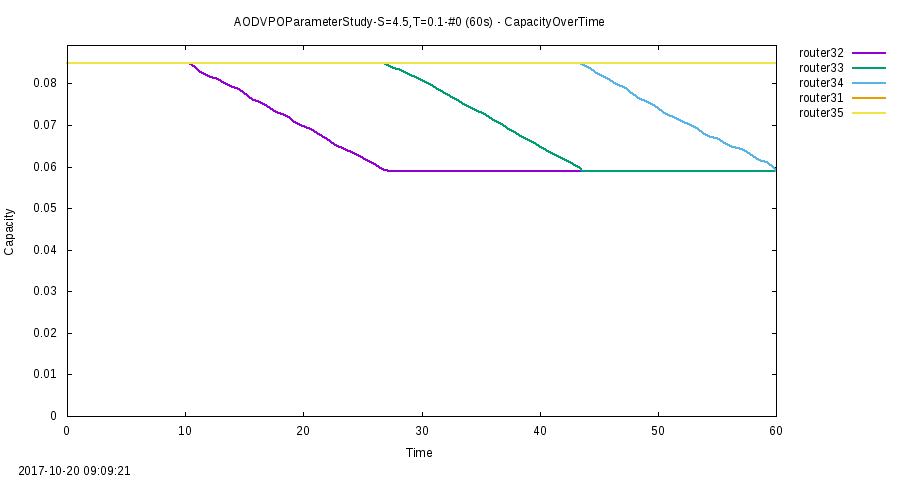 AODVPOParameterStudy-S=4.5,T=0.1-#0 (60s) - CapacityOverTime
router32
router33
router34
router31
router35
0.08
0.07
0.06
0.05
0.04
0.03
0.02
0.01
0
Capacity
0 10 20 30 40 50 60
Time
2017-10-20 09:09:21